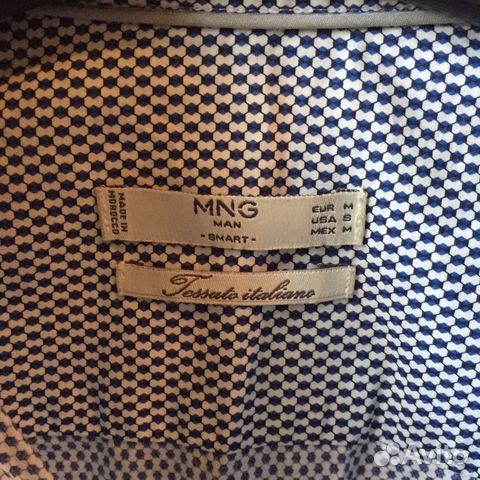 MADE IN
MOROCCO
MNG
MAN
- SMART -
EUR M
USA S
MEX M
Tessuto italiano
Avito